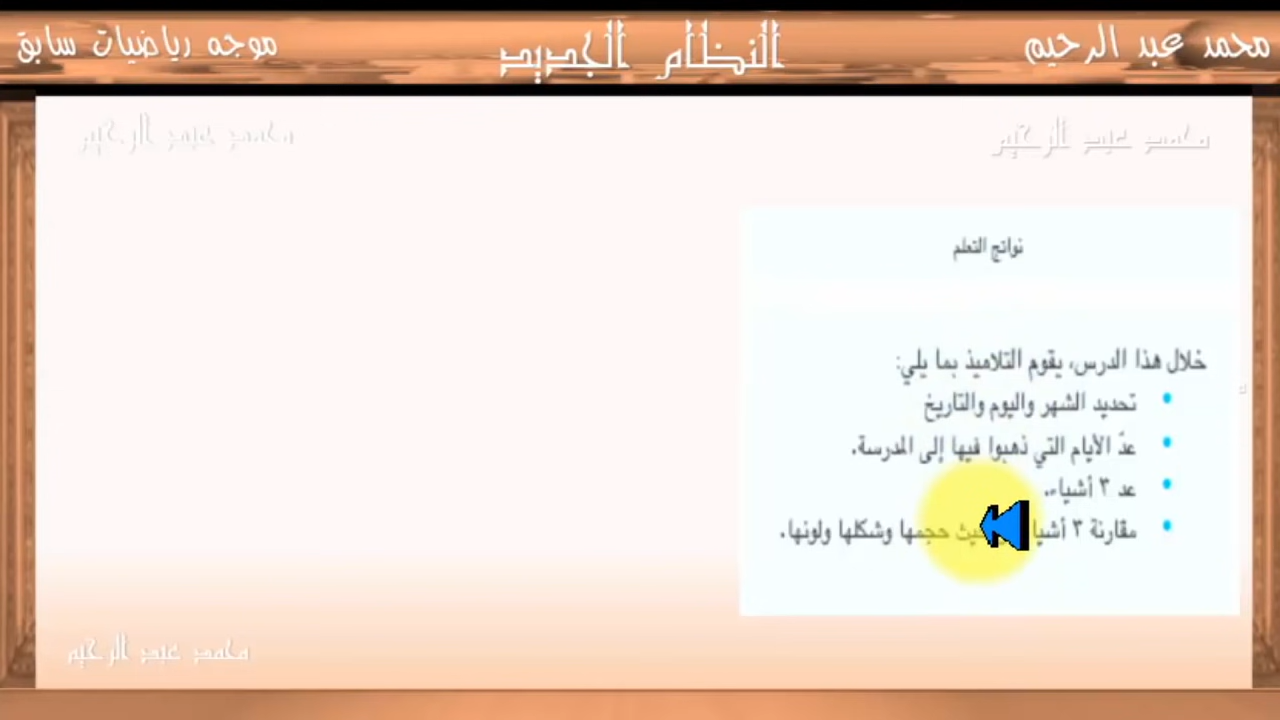 محمد عبد الرحيم
النظام الجديد
موجه رياضيات سابق
محمد عبد الرحيم
محمد عبد الرحيم
نواتج التعلم
خلال هذا الدرس، يقوم التلاميذ بما يلي:
تحديد الشهر واليوم والتاريخ
عدّ الأيام التي ذهبوا فيها إلى المدرسة.
عد ٣ أشياء.
مقارنة ٣ حجمها وشكلها ولونها.
محمد عبد الرحيم